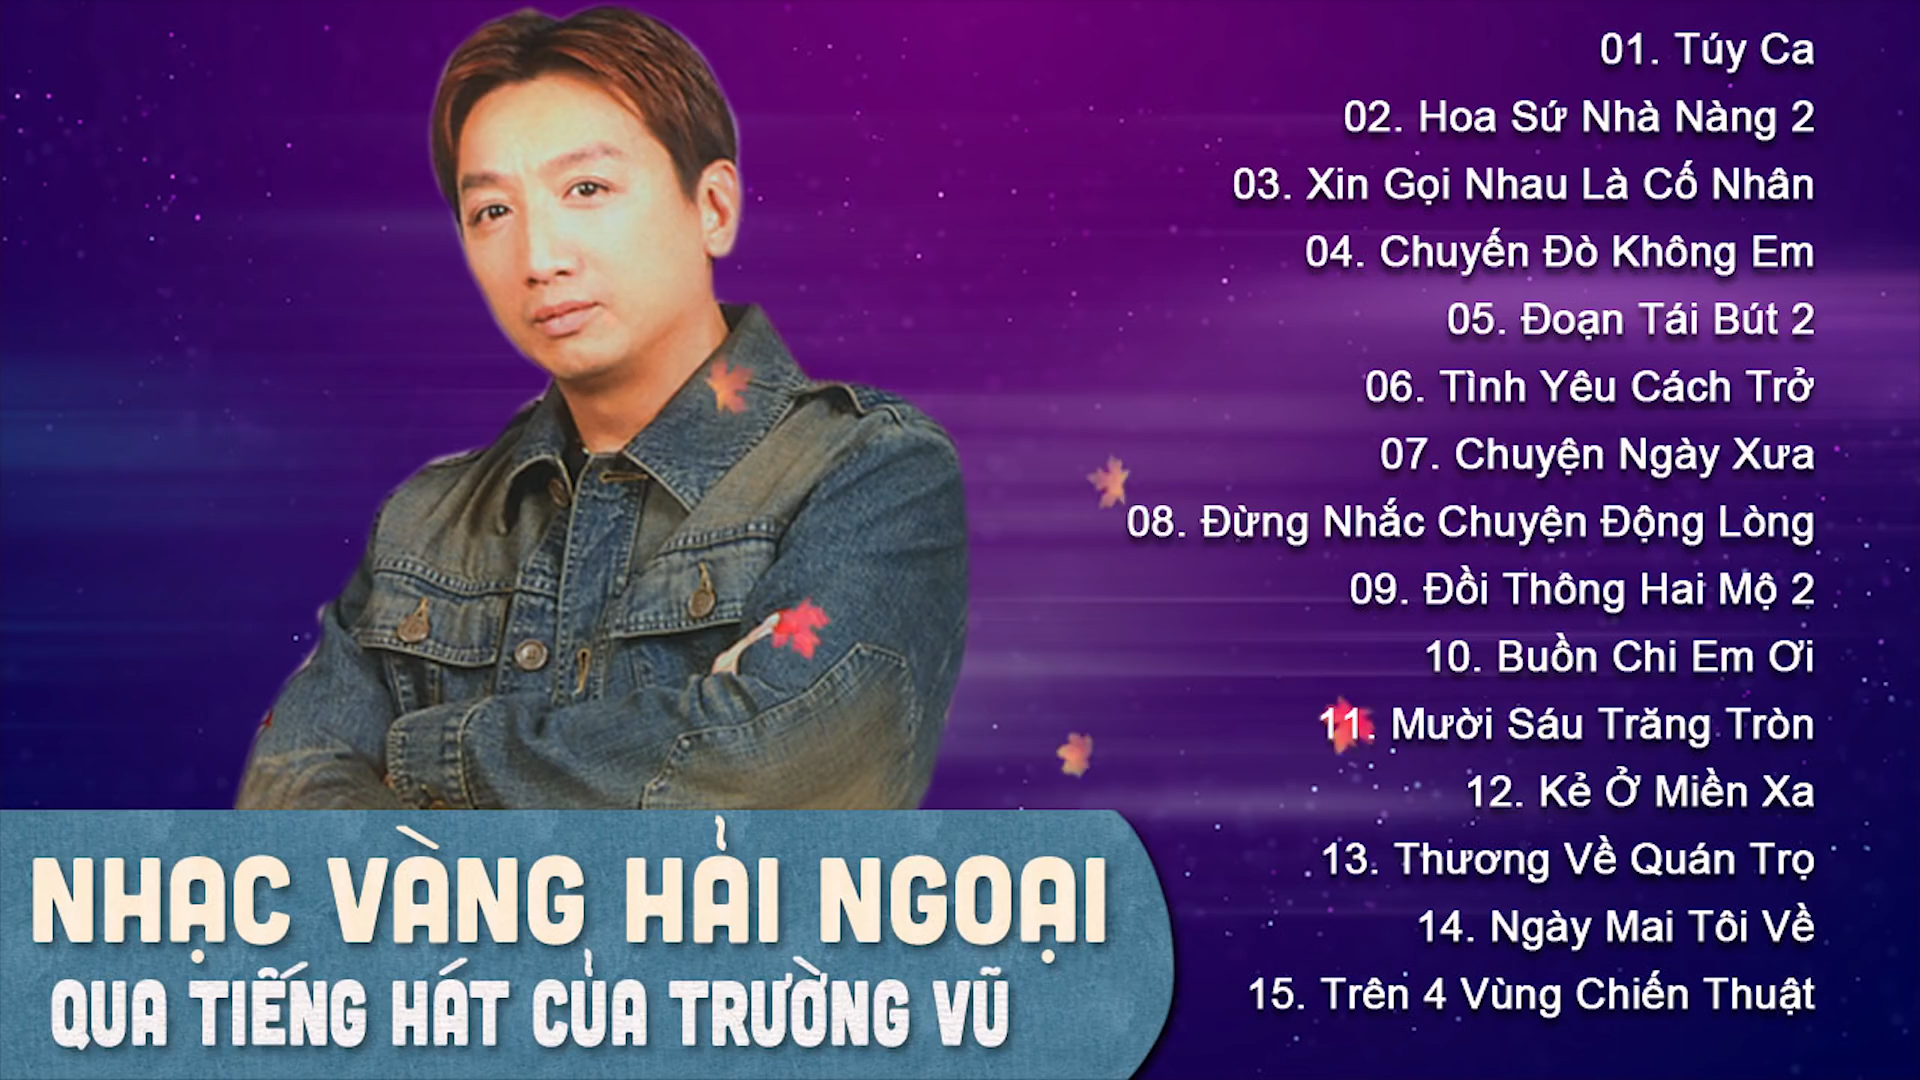 01. Túy Ca
02. Hoa Sứ Nhà Nàng 2
03. Xin Gọi Nhau Là Cố Nhân
04. Chuyến Đò Không Em
05. Đoạn Tái Bút 2
06. Tình Yêu Cách Trở
07. Chuyện Ngày Xưa
08. Đừng Nhắc Chuyện Động Lòng
09. Đồi Thông Hai Mộ 2
10. Buồn Chi Em Ơi
11. Mười Sáu Trăng Tròn
12. Kẻ Ở Miền Xa
13. Thương Về Quán Trọ
14. Ngày Mai Tôi Về
15. Trên 4 Vùng Chiến Thuật
NHẠC VÀNG HẢI NGOẠI
QUA TIẾNG HÁT CỦA TRƯỜNG VŨ